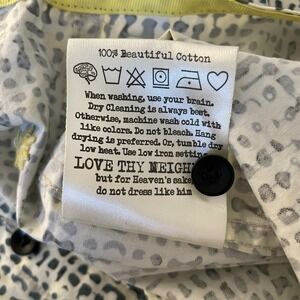 100% Beautiful Cotton
When washing, use your brain.
Dry Cleaning is always best.
Otherwise, machine wash cold with
like colors. Do not bleach. Hang
drying is preferred. Or, tumble dry
low heat. Use low iron setting
LOVE THY
but for Heaven's sake
do not dress like him